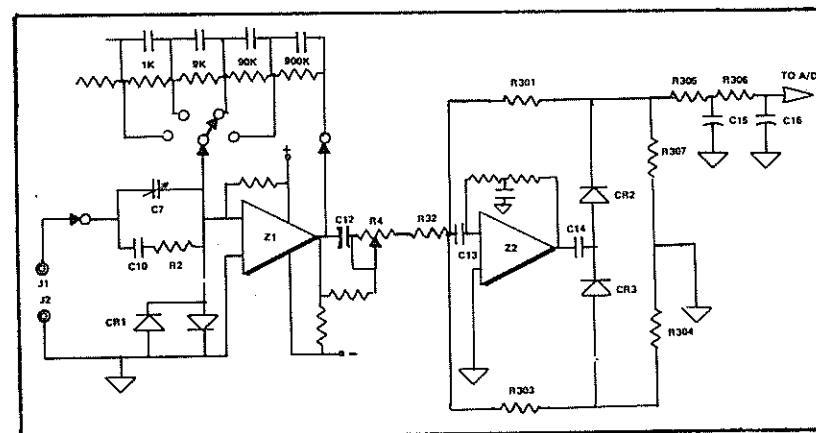 1K 9K 90K 900K
R301
R305 R306 TO A/D
C15 C16
R307
C7
C10 R2
Z1
+
C12 R4 R32
C13 Z2 C14
CR2
CR3
J1
J2
CR1
R304
-
R303